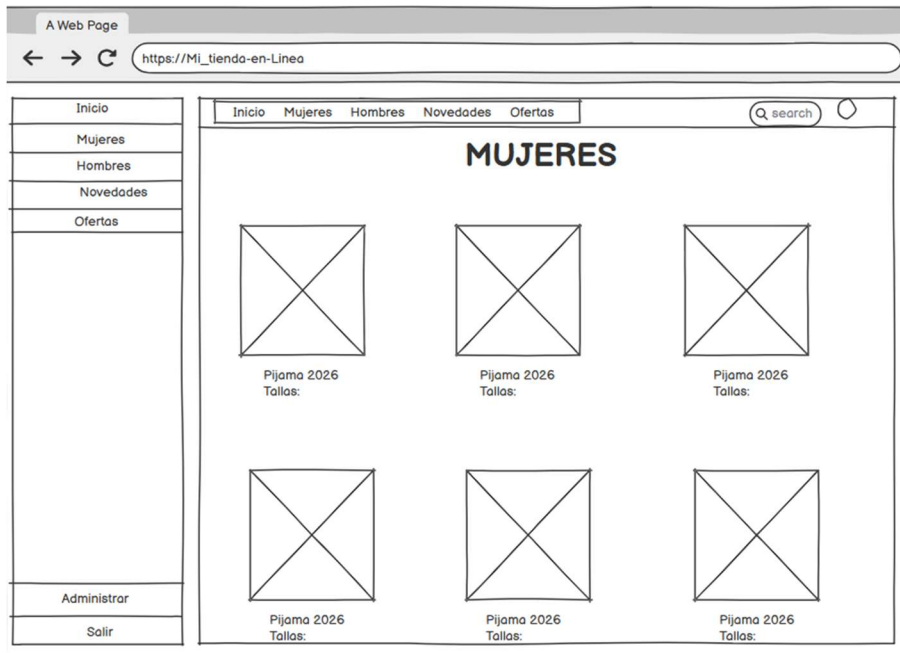 A Web Page
https://Mi_tienda-en-Linea
Inicio
Mujeres
Hombres
Novedades
Ofertas
Administrar
Salir
Inicio Mujeres Hombres Novedades Ofertas
search
MUJERES
Pijama 2026 Pijama 2026 Pijama 2026
Tallas: Tallas: Tallas:
Pijama 2026 Pijama 2026 Pijama 2026
Tallas: Tallas: Tallas: